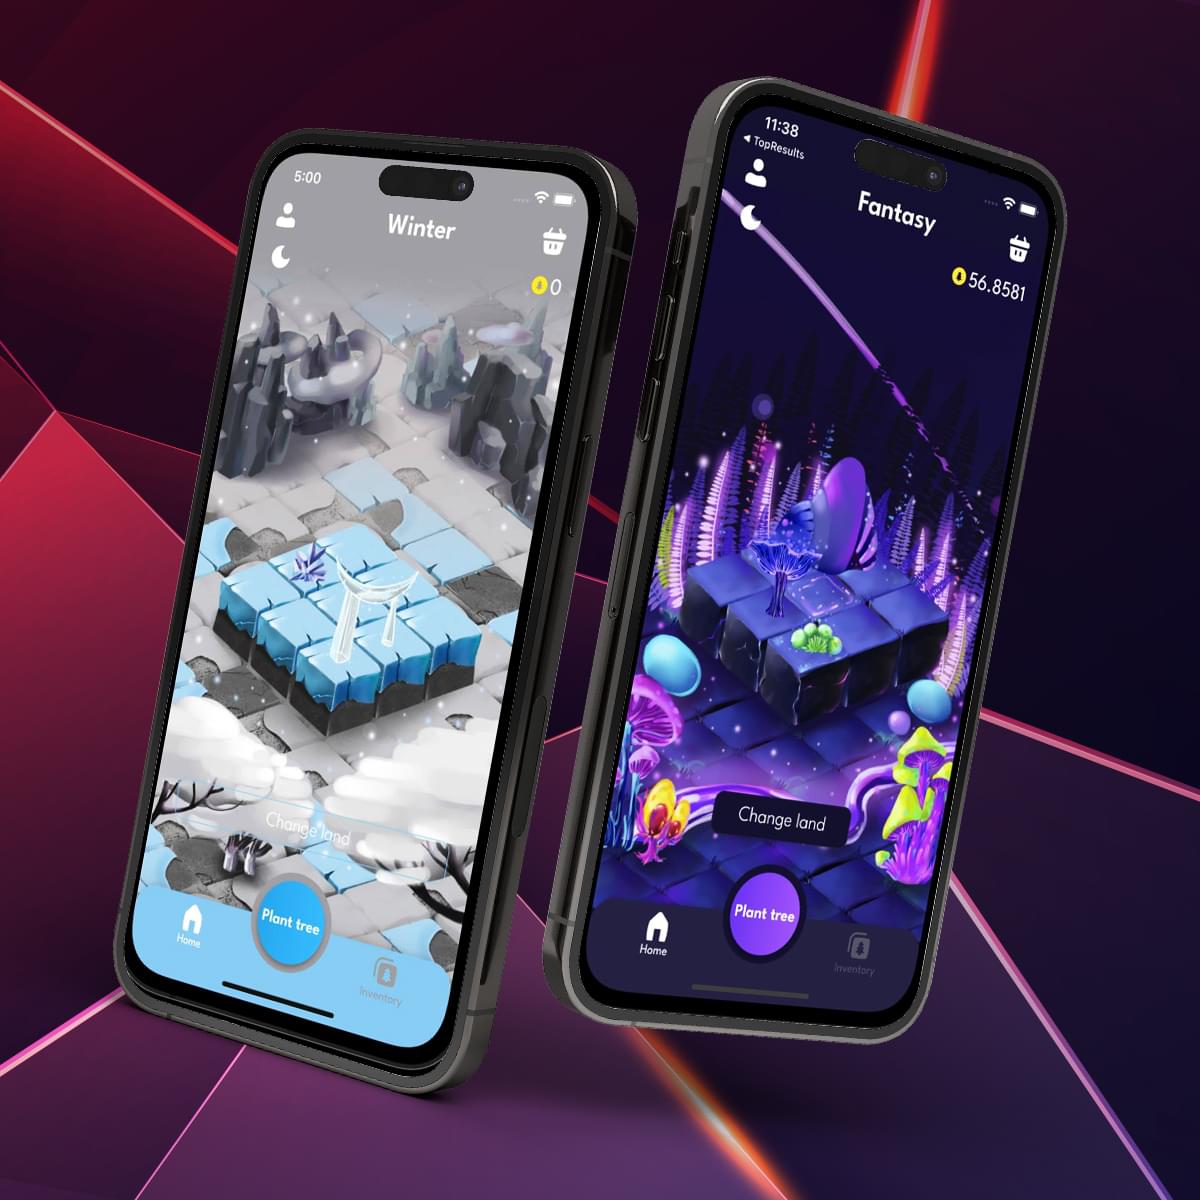 5:00
Winter
0
Change land
Plant tree
Home
Inventory
11:38
◀ TopResults
Fantasy
56.8581
Change land
Plant tree
Home
Inventory